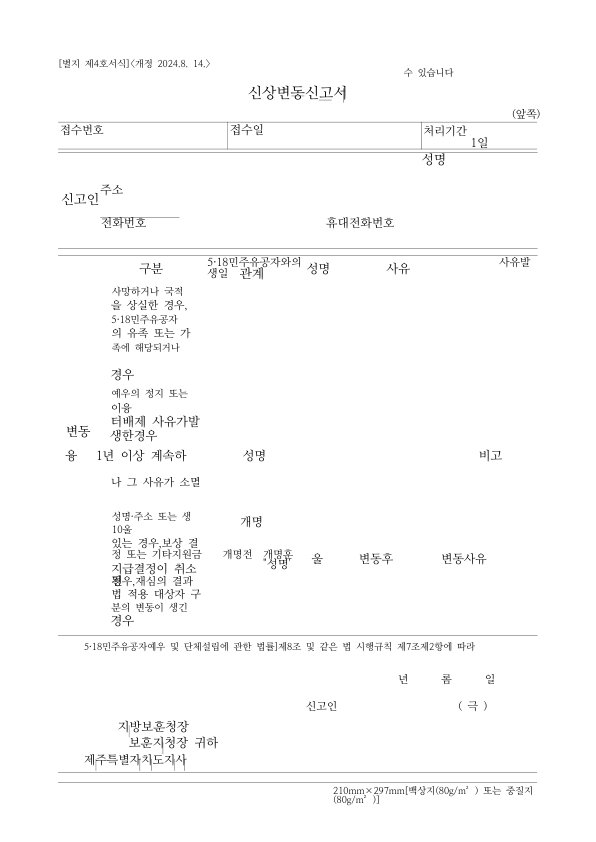 [별지 제4호서식]<개정 2024.8. 14.>
수 있습니다
신상변동신고서
(앞쪽)
접수번호 접수일 처리기간
1일
성명
주소
신고인
전화번호 휴대전화번호
구분 5·18민주유공자와의 성명 사유 사유발
생일 관계
사망하거나 국적
을 상실한 경우,
5·18민주유공자
의 유족 또는 가
족에 해당되거나
경우
예우의 정지 또는
이융
터배제 사유가발
변동 생한경우
융 1년 이상 계속하 성명 비고
나 그 사유가 소멸
성명·주소 또는 생 개명
10울
있는 경우,보상 결
정 또는 기타지원금 개명전 개명훈 울 변동후 변동사유
"성명"
지급결정이 취소
경우,재심의 결과
법 적용 대상자 구
분의 변동이 생긴
경우
5·18민주유공자예우 및 단체설립에 관한 법률]제8조 및 같은 법 시행규칙 제7조제2항에 따라
년 롬 일
신고인 ( 극 )
지방보훈청장
보훈지청장 귀하
제주특별자치도지사
210mm×297mm[백상지(80g/m² ) 또는 중질지
(80g/m² )]